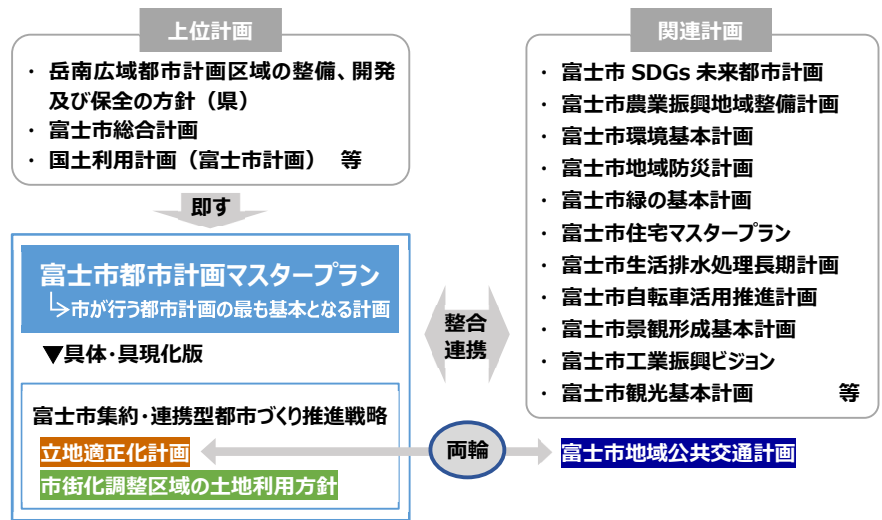 上位計画
・ 岳南広域都市計画区域の整備、開発
及び保全の方針（県）
・ 富士市総合計画
・ 国土利用計画（富士市計画） 等
即す
富士市都市計画マスタープラン
市が行う都市計画の最も基本となる計画
▼具体・具現化版
富士市集約・連携型都市づくり推進戦略
立地適正化計画
市街化調整区域の土地利用方針
整合
連携
両輪
関連計画
・ 富士市 SDGs 未来都市計画
・ 富士市農業振興地域整備計画
・ 富士市環境基本計画
・ 富士市地域防災計画
・ 富士市緑の基本計画
・ 富士市住宅マスタープラン
・ 富士市生活排水処理長期計画
・ 富士市自転車活用推進計画
・ 富士市景観形成基本計画
・ 富士市工業振興ビジョン
・ 富士市観光基本計画 等
富士市地域公共交通計画